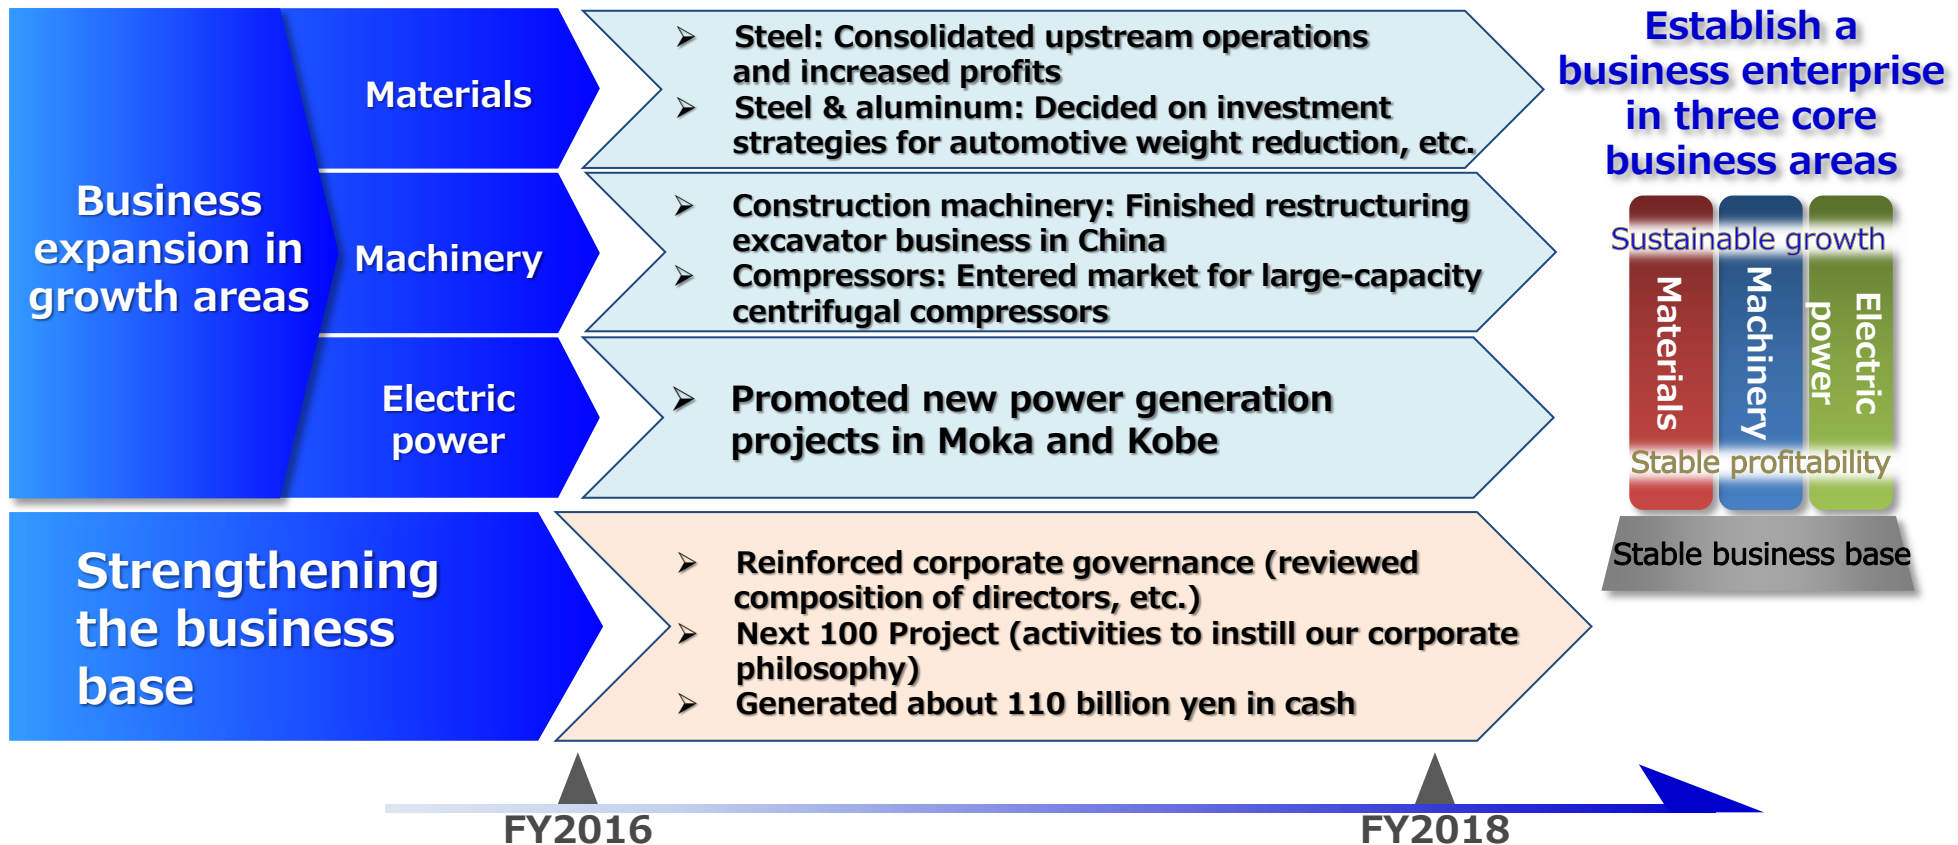 Business
expansion in
growth areas
Materials
➢ Steel: Consolidated upstream operations
and increased profits
➢ Steel & aluminum: Decided on investment
strategies for automotive weight reduction, etc.
Machinery
➢ Construction machinery: Finished restructuring
excavator business in China
➢ Compressors: Entered market for large-capacity
centrifugal compressors
Electric
power
➢ Promoted new power generation
projects in Moka and Kobe
Strengthening
the business
base
➢ Reinforced corporate governance (reviewed
composition of directors, etc.)
➢ Next 100 Project (activities to instill our corporate
philosophy)
➢ Generated about 110 billion yen in cash
Establish a
business enterprise
in three core
business areas
Sustainable growth
Materials
Machinery
Electric
power
Stable profitability
Stable business base
FY2016
FY2018